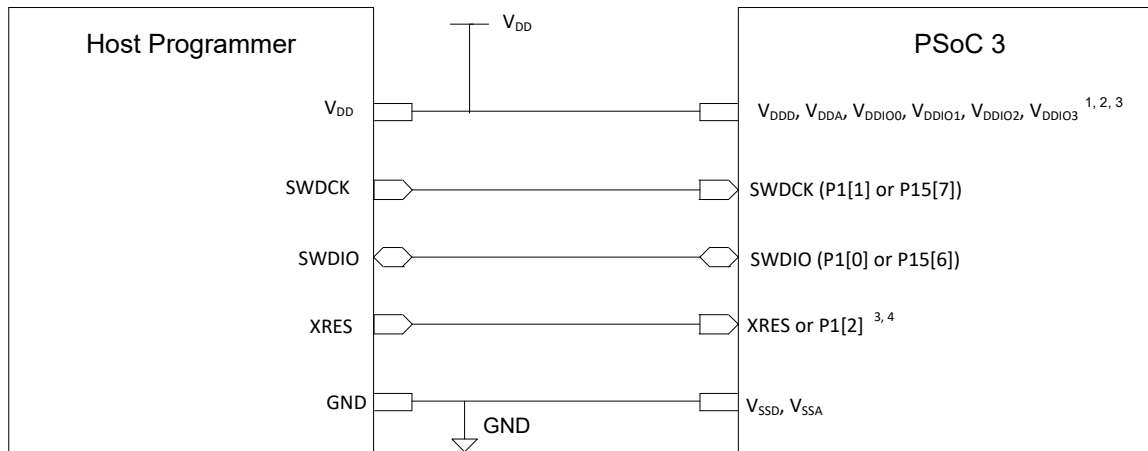 Host Programmer
PSoC 3
V_DD
V_DD
V_DDD, V_DDA, V_DDIO0, V_DDIO1, V_DDIO2, V_DDIO3 ^1, 2, 3
SWDCK
SWDCK (P1[1] or P15[7])
SWDIO
SWDIO (P1[0] or P15[6])
XRES
XRES or P1[2] ^3, 4
GND
V_SSD, V_SSA
GND